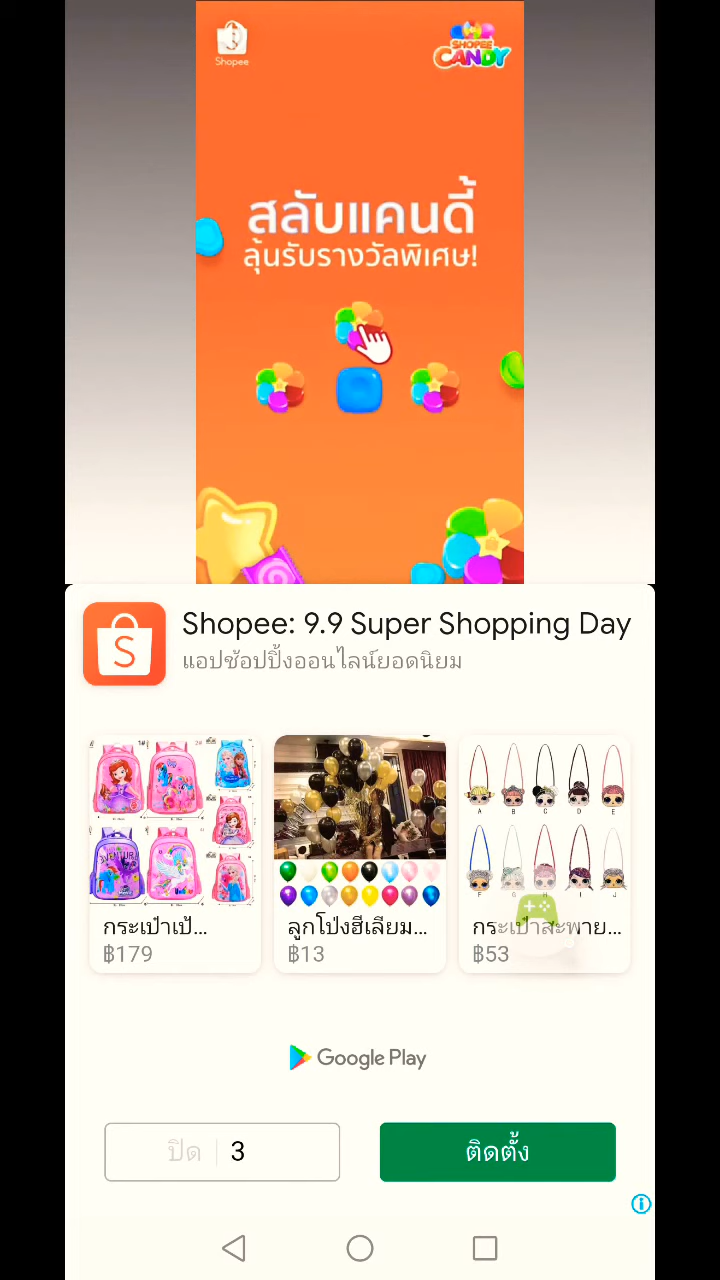 Shopee
SHOPEE
CANDY
สลับแคนดี้
ลุ้นรับรางวัลพิเศษ!
S
Shopee: 9.9 Super Shopping Day
แอปช้อปปิ้งออนไลน์ยอดนิยม
กระเป๋าเป้...
฿179
ลูกโป่งฮีเลียม...
฿13
A B C D E
F G H I J
กระเป๋าสะพาย...
฿53
Google Play
ปิด 3
ติดตั้ง